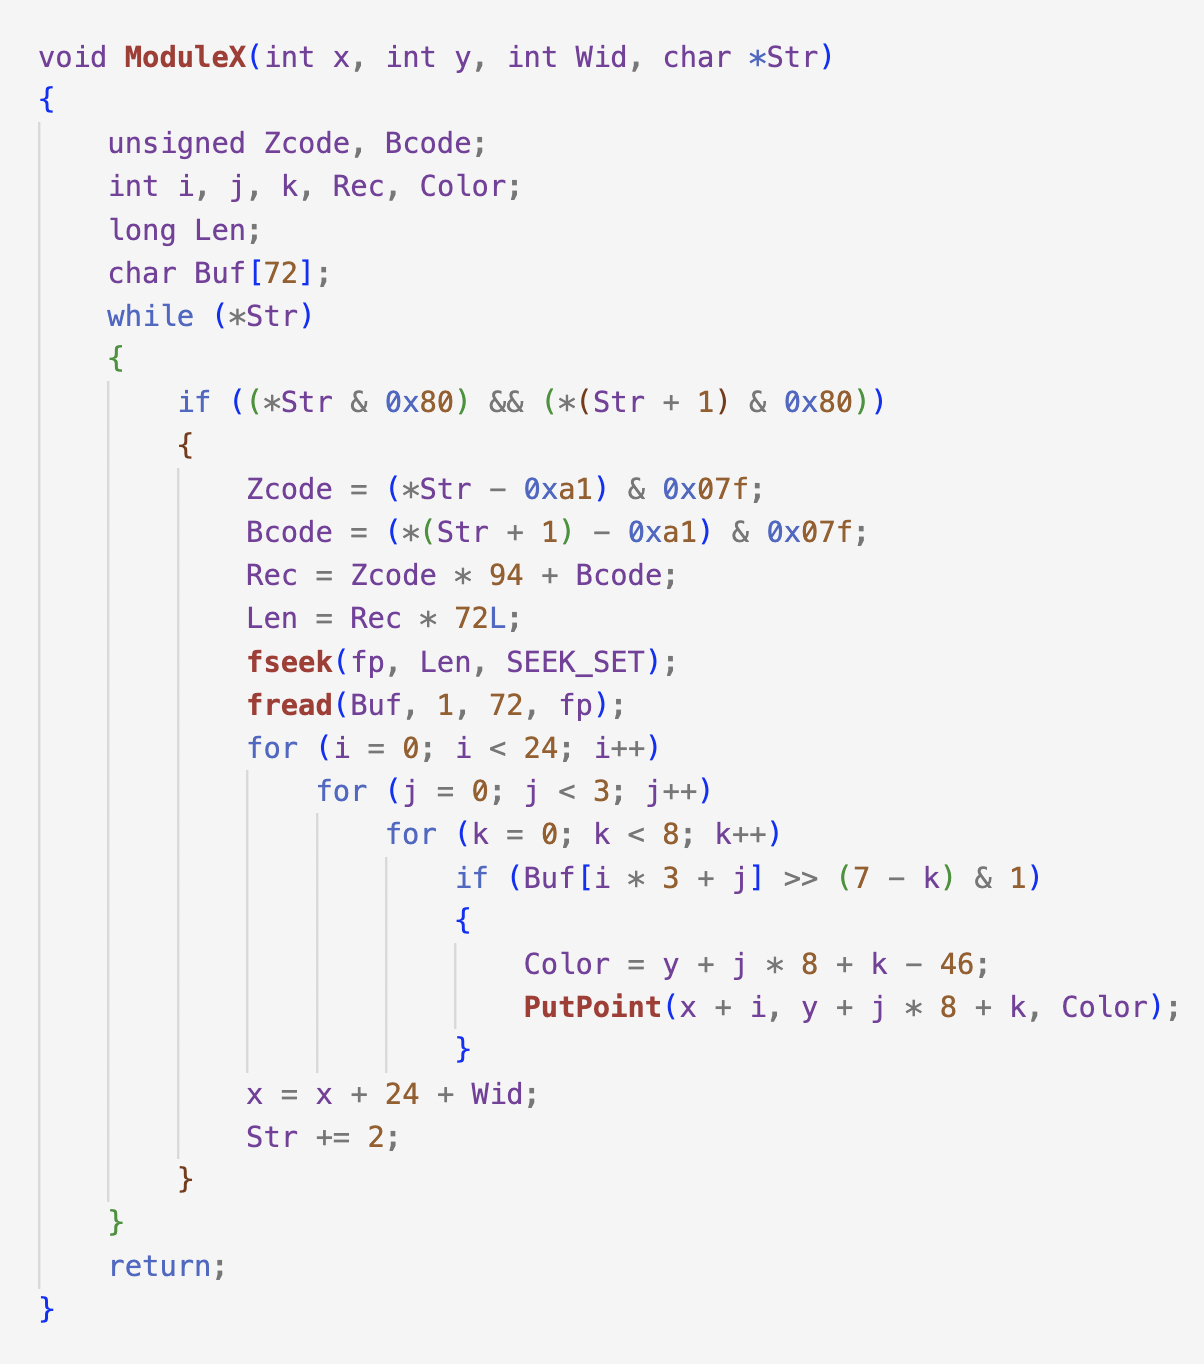 void ModuleX(int x, int y, int Wid, char *Str)
{
    unsigned Zcode, Bcode;
    int i, j, k, Rec, Color;
    long Len;
    char Buf[72];
    while (*Str)
    {
        if ((*Str & 0x80) && (*(Str + 1) & 0x80))
        {
            Zcode = (*Str - 0xa1) & 0x07f;
            Bcode = (*(Str + 1) - 0xa1) & 0x07f;
            Rec = Zcode * 94 + Bcode;
            Len = Rec * 72L;
            fseek(fp, Len, SEEK_SET);
            fread(Buf, 1, 72, fp);
            for (i = 0; i < 24; i++)
                for (j = 0; j < 3; j++)
                    for (k = 0; k < 8; k++)
                        if (Buf[i * 3 + j] >> (7 - k) & 1)
                        {
                            Color = y + j * 8 + k - 46;
                            PutPoint(x + i, y + j * 8 + k, Color);
                        }
            x = x + 24 + Wid;
            Str += 2;
        }
    }
    return;
}